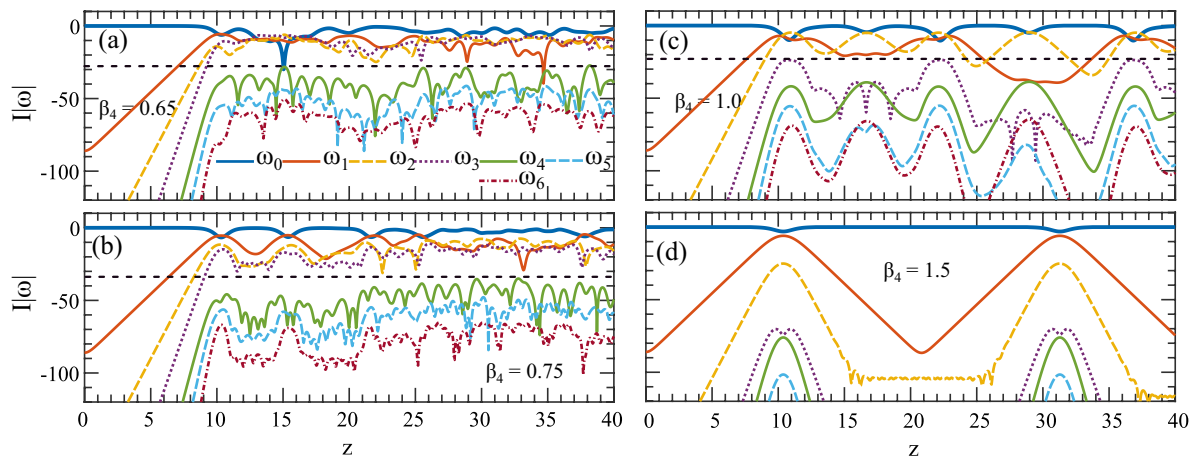 (a)
I|ω|
0
-50
-100
β₄ = 0.65
ω₀ ω₁ ω₂ ω₃ ω₄ ω₅
ω₆
(b)
I|ω|
0
-50
-100
β₄ = 0.75
0 5 10 15 20 25 30 35 40
z
(c)
β₄ = 1.0
(d)
β₄ = 1.5
0 5 10 15 20 25 30 35 40
z